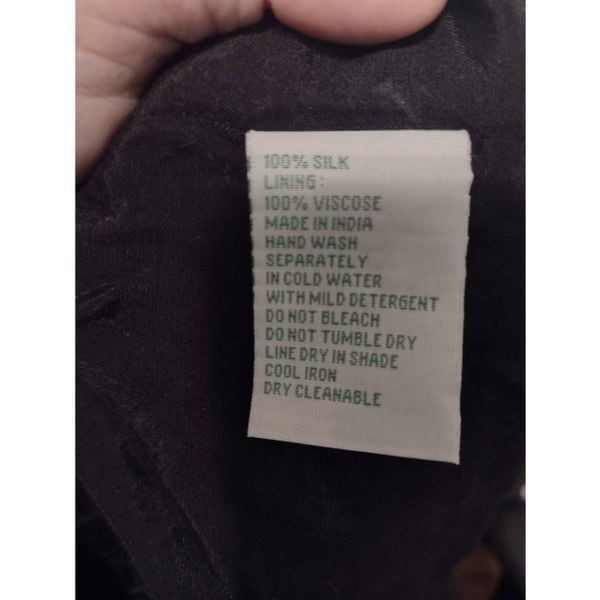 100% SILK
LINING :
100% VISCOSE
MADE IN INDIA
HAND WASH
SEPARATELY
IN COLD WATER
WITH MILD DETERGENT
DO NOT BLEACH
DO NOT TUMBLE DRY
LINE DRY IN SHADE
COOL IRON
DRY CLEANABLE